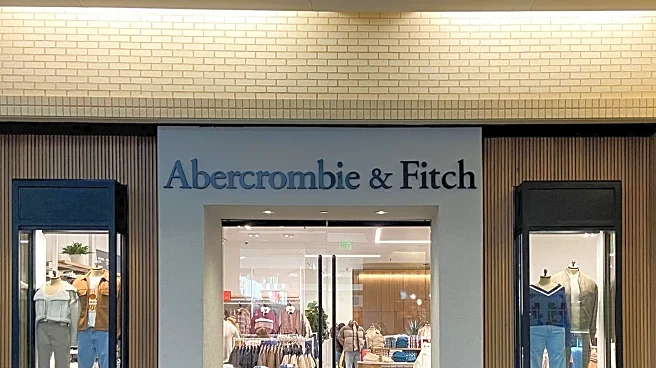 Abercrombie & Fitch